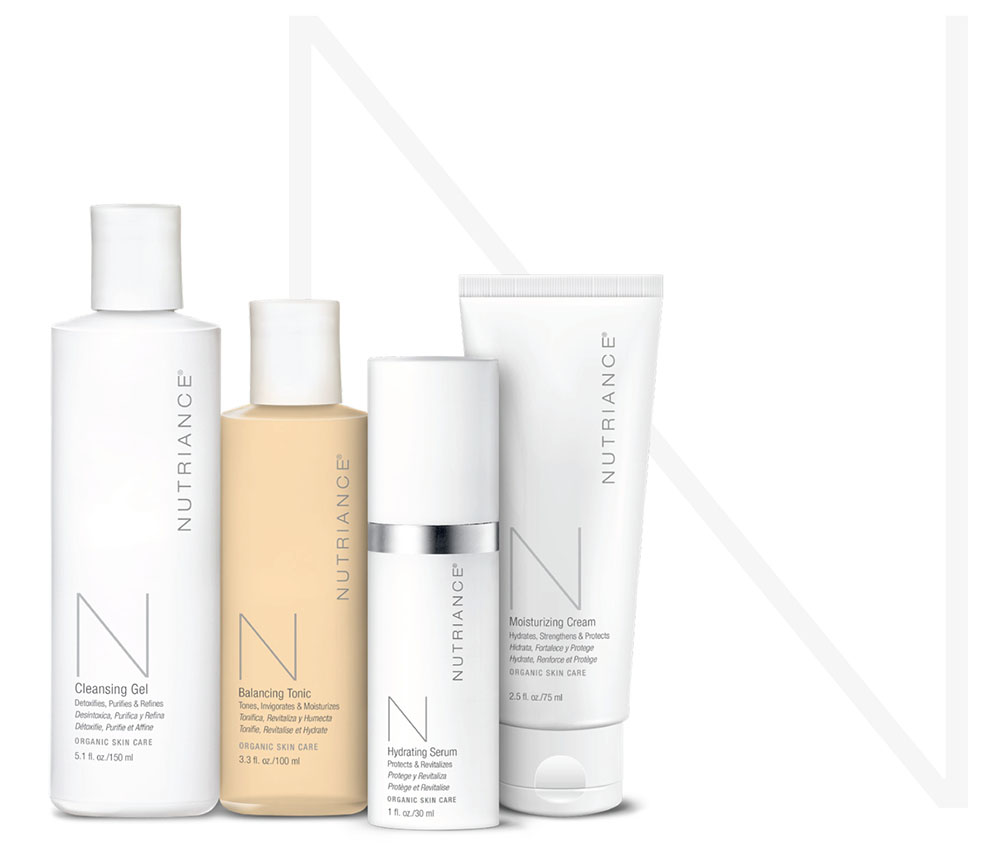 NUTRIANCE®
N
Cleansing Gel
Detoxifies, Purifies & Refines
Desintoxica, Purifica y Refina
Détoxifie, Purifie et Affine
ORGANIC SKIN CARE
5.1 fl. oz./150 ml
NUTRIANCE®
N
Balancing Tonic
Tones, Invigorates & Moisturizes
Tonifica, Revitaliza y Humecta
Tonifie, Revitalise et Hydrate
ORGANIC SKIN CARE
3.3 fl. oz./100 ml
NUTRIANCE®
N
Hydrating Serum
Protects & Revitalizes
Protege y Revitaliza
Protège et Revitalise
ORGANIC SKIN CARE
1 fl. oz./30 ml
NUTRIANCE®
N
Moisturizing Cream
Hydrates, Strengthens & Protects
Hidrata, Fortalece y Protege
Hydrate, Renforce et Protège
ORGANIC SKIN CARE
2.5 fl. oz./75 ml
N